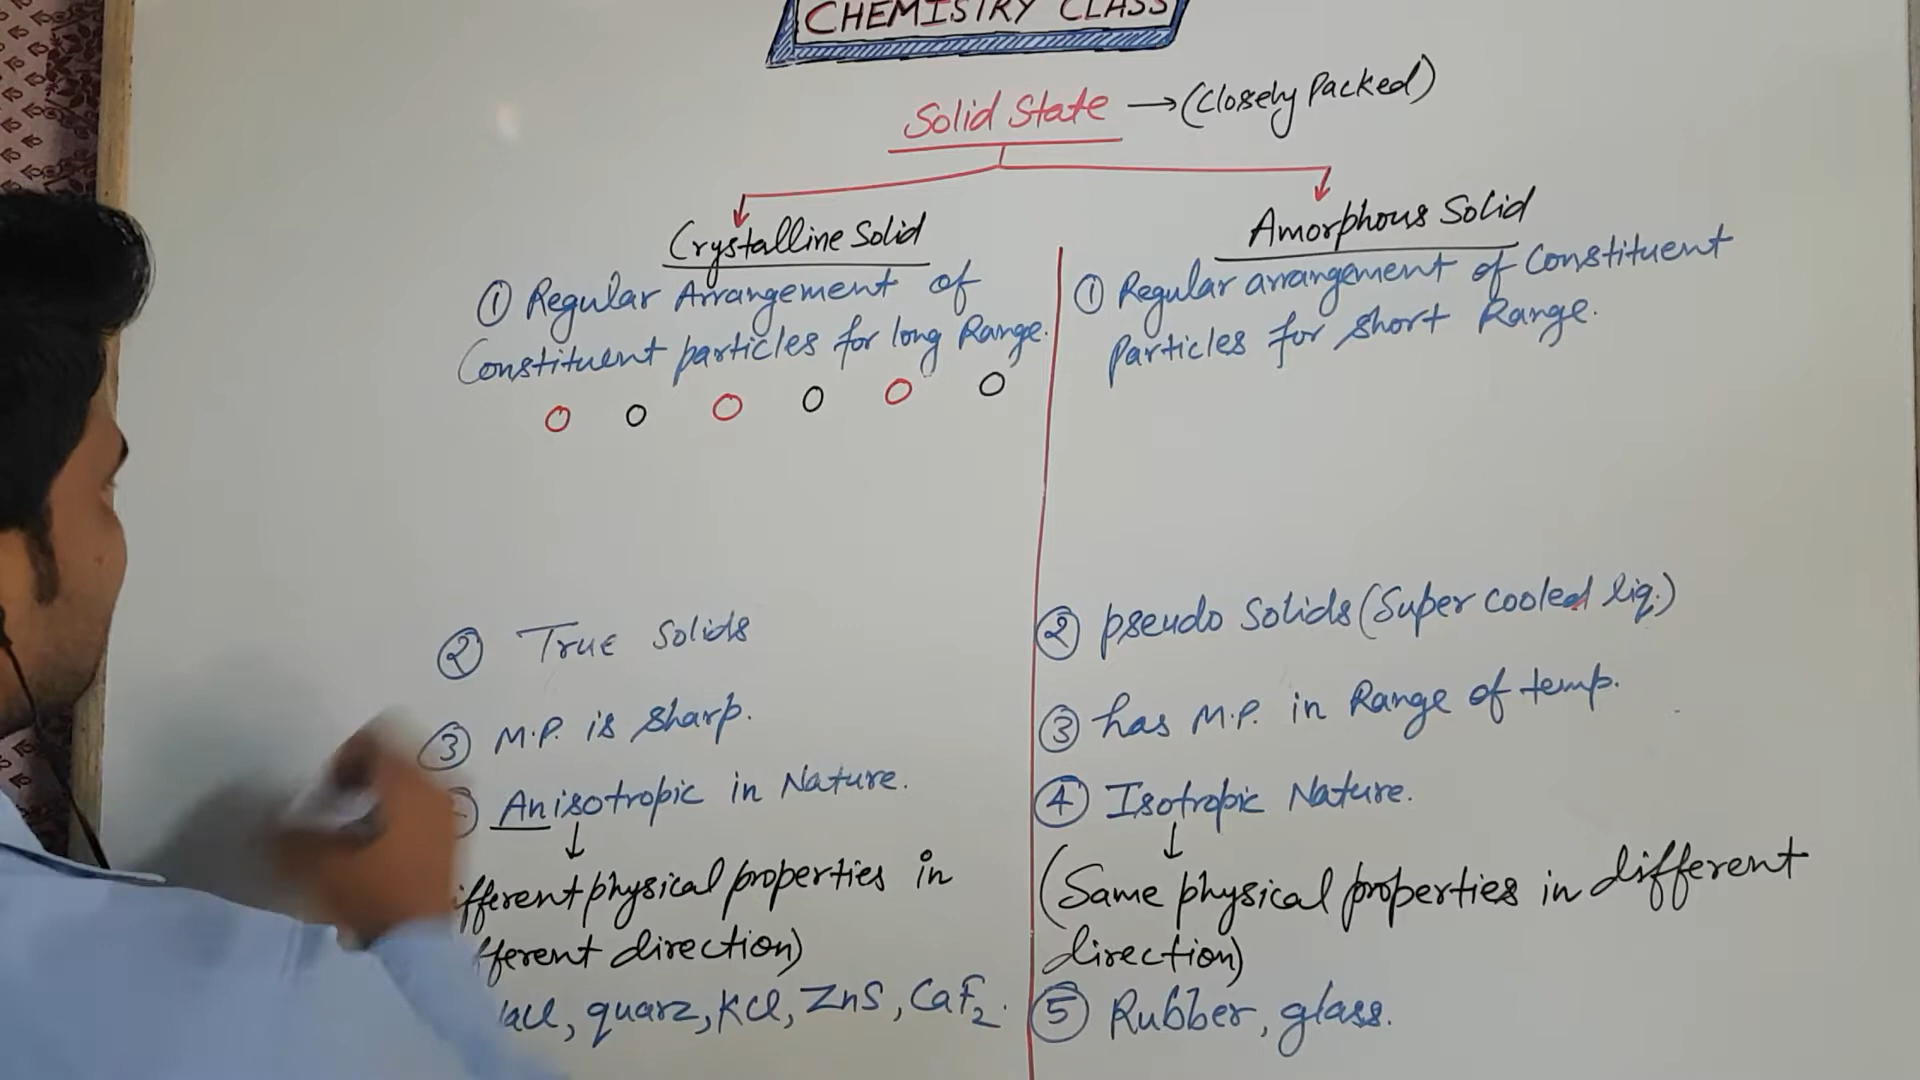 CHEMISTRY CLASS
Solid State → (Closely Packed)
Crystalline Solid
① Regular Arrangement of
Constituent particles for long Range.
② True Solids
③ M.P. is sharp.
Anisotropic in Nature.
↓
ifferent physical properties in
fferent direction)
aCl, quarz, KCl, ZnS, CaF₂.
Amorphous Solid
① Regular arrangement of Constituent
Particles for short Range.
② pseudo Solids (Super cooled liq.)
③ has M.P. in Range of temp.
④ Isotropic Nature.
↓
(Same physical properties in different
direction)
⑤ Rubber, glass.